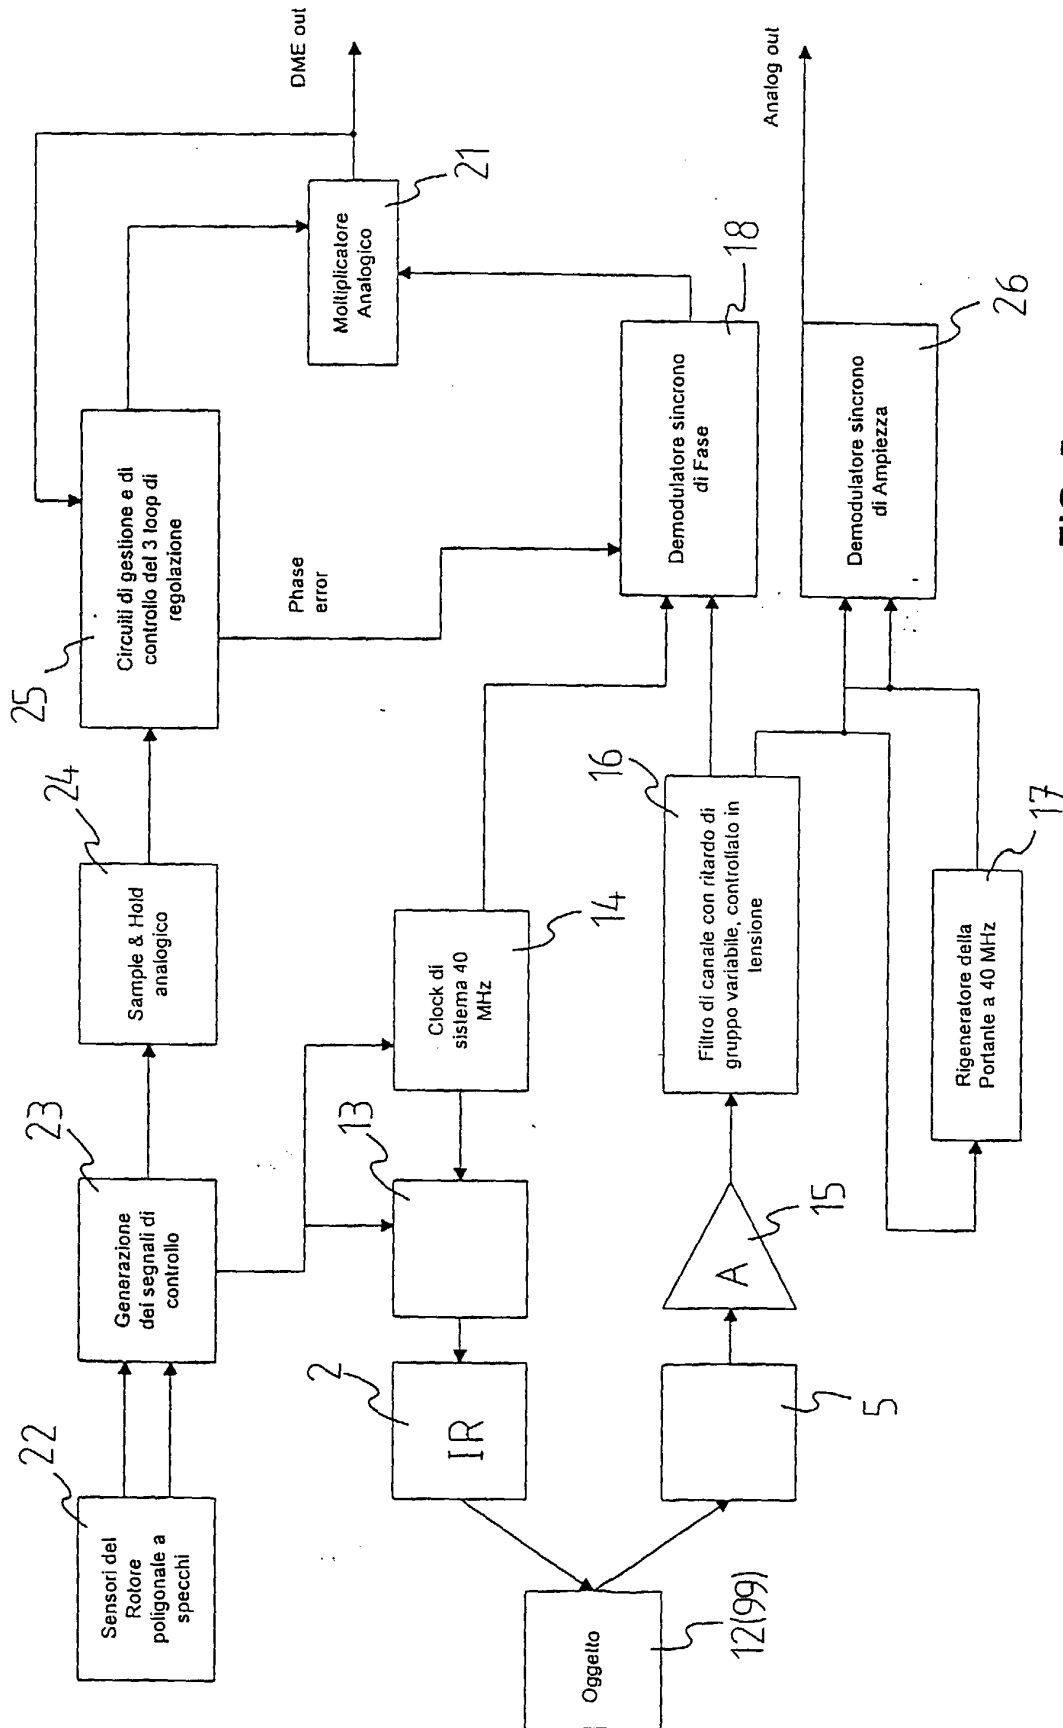 22
Sensori del
Rotore
poligonale a
specchi
23
Generazione
dei segnali di
controllo
24
Sample & Hold
analogico
25
Circuiti di gestione e di
controllo del 3 loop di
regolazione
Phase
error
Moltiplicatore
Analogico
21
DME out
2
IR
13
Clock di
sistema 40
MHz
14
Demodulatore sincrono
di Fase
18
Oggetto
12(99)
5
A
15
16
Filtro di canale con ritardo di
gruppo variabile, controllato in
tensione
Rigeneratore della
Portante a 40 MHz
17
Demodulatore sincrono
di Ampiezza
26
Analog out